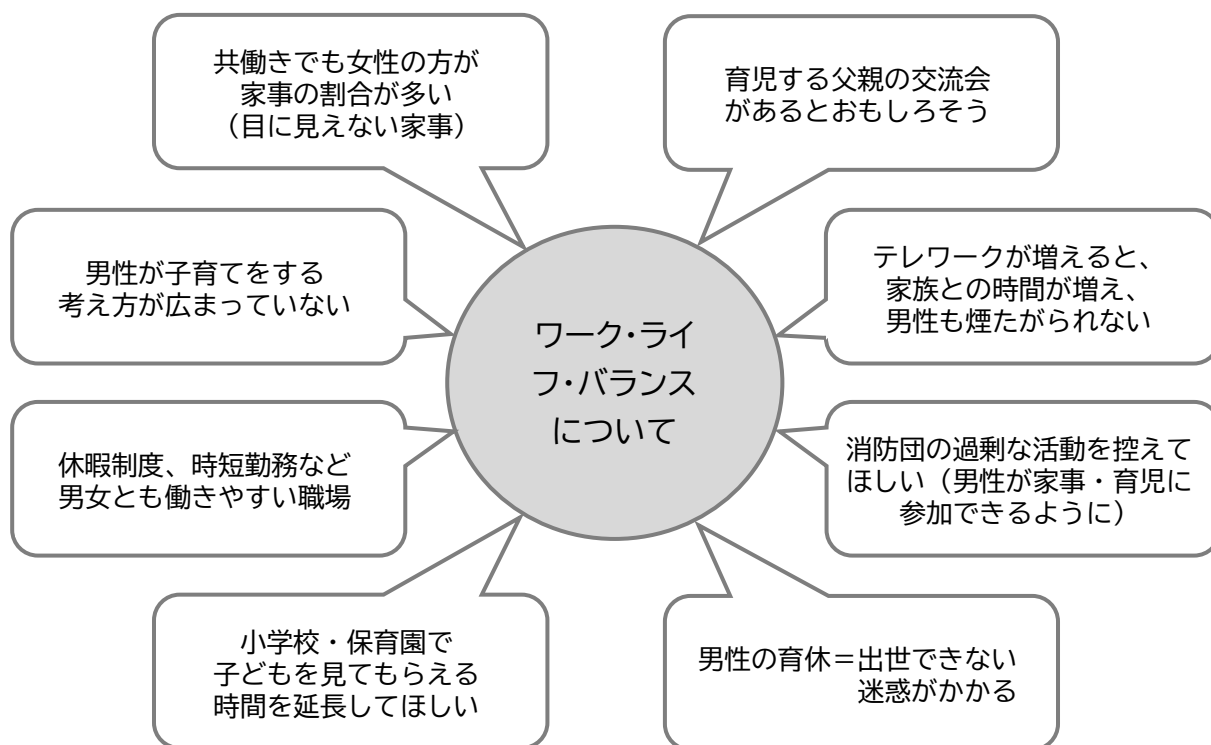 共働きでも女性の方が
家事の割合が多い
（目に見えない家事）
育児する父親の交流会
があるとおもしろそう
男性が子育てをする
考え方が広まっていない
テレワークが増えると、
家族との時間が増え、
男性も煙たがられない
ワーク・ライ
フ・バランス
について
休暇制度、時短勤務など
男女とも働きやすい職場
消防団の過剰な活動を控えて
ほしい（男性が家事・育児に
参加できるように）
小学校・保育園で
子どもを見てもらえる
時間を延長してほしい
男性の育休＝出世できない
迷惑がかかる